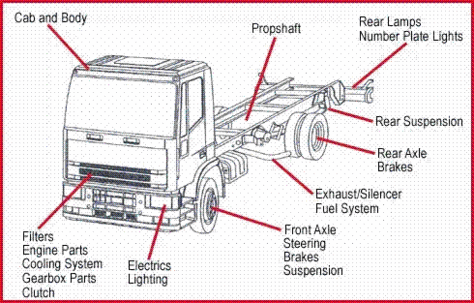 Cab and Body
Propshaft
Rear Lamps
Number Plate Lights
Rear Suspension
Rear Axle
Brakes
Exhaust/Silencer
Fuel System
Front Axle
Steering
Brakes
Suspension
Electrics
Lighting
Filters
Engine Parts
Cooling System
Gearbox Parts
Clutch